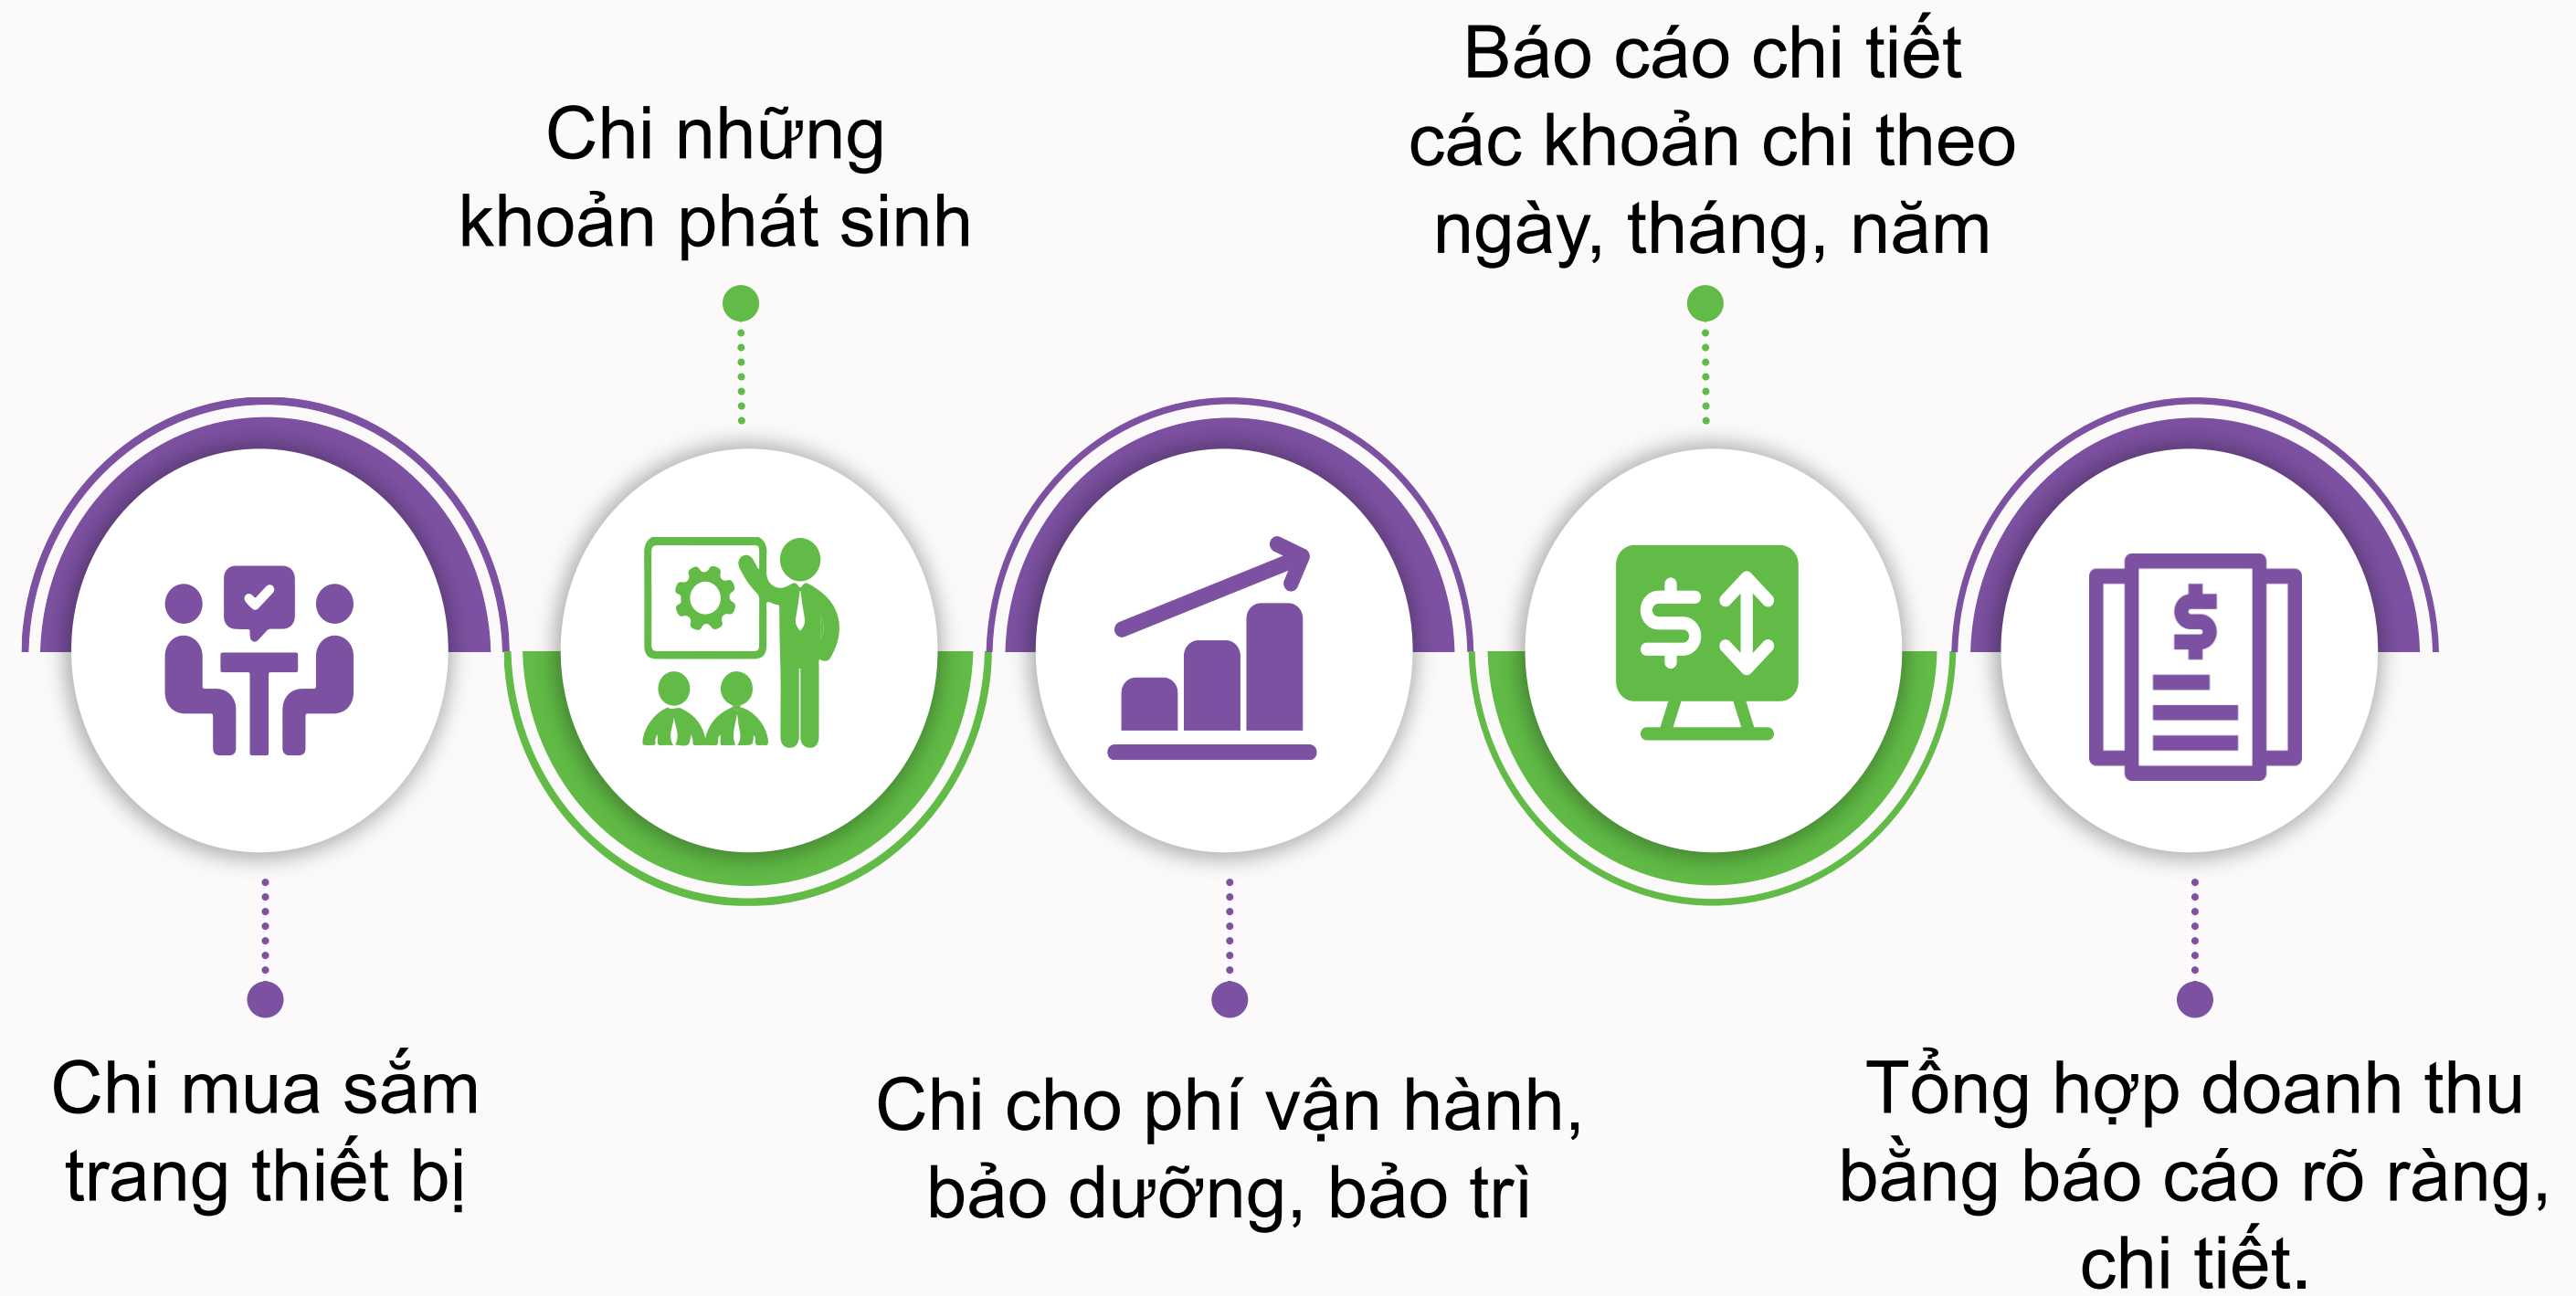 Chi mua sắm
trang thiết bị
Chi những
khoản phát sinh
Chi cho phí vận hành,
bảo dưỡng, bảo trì
Báo cáo chi tiết
các khoản chi theo
ngày, tháng, năm
Tổng hợp doanh thu
bằng báo cáo rõ ràng,
chi tiết.